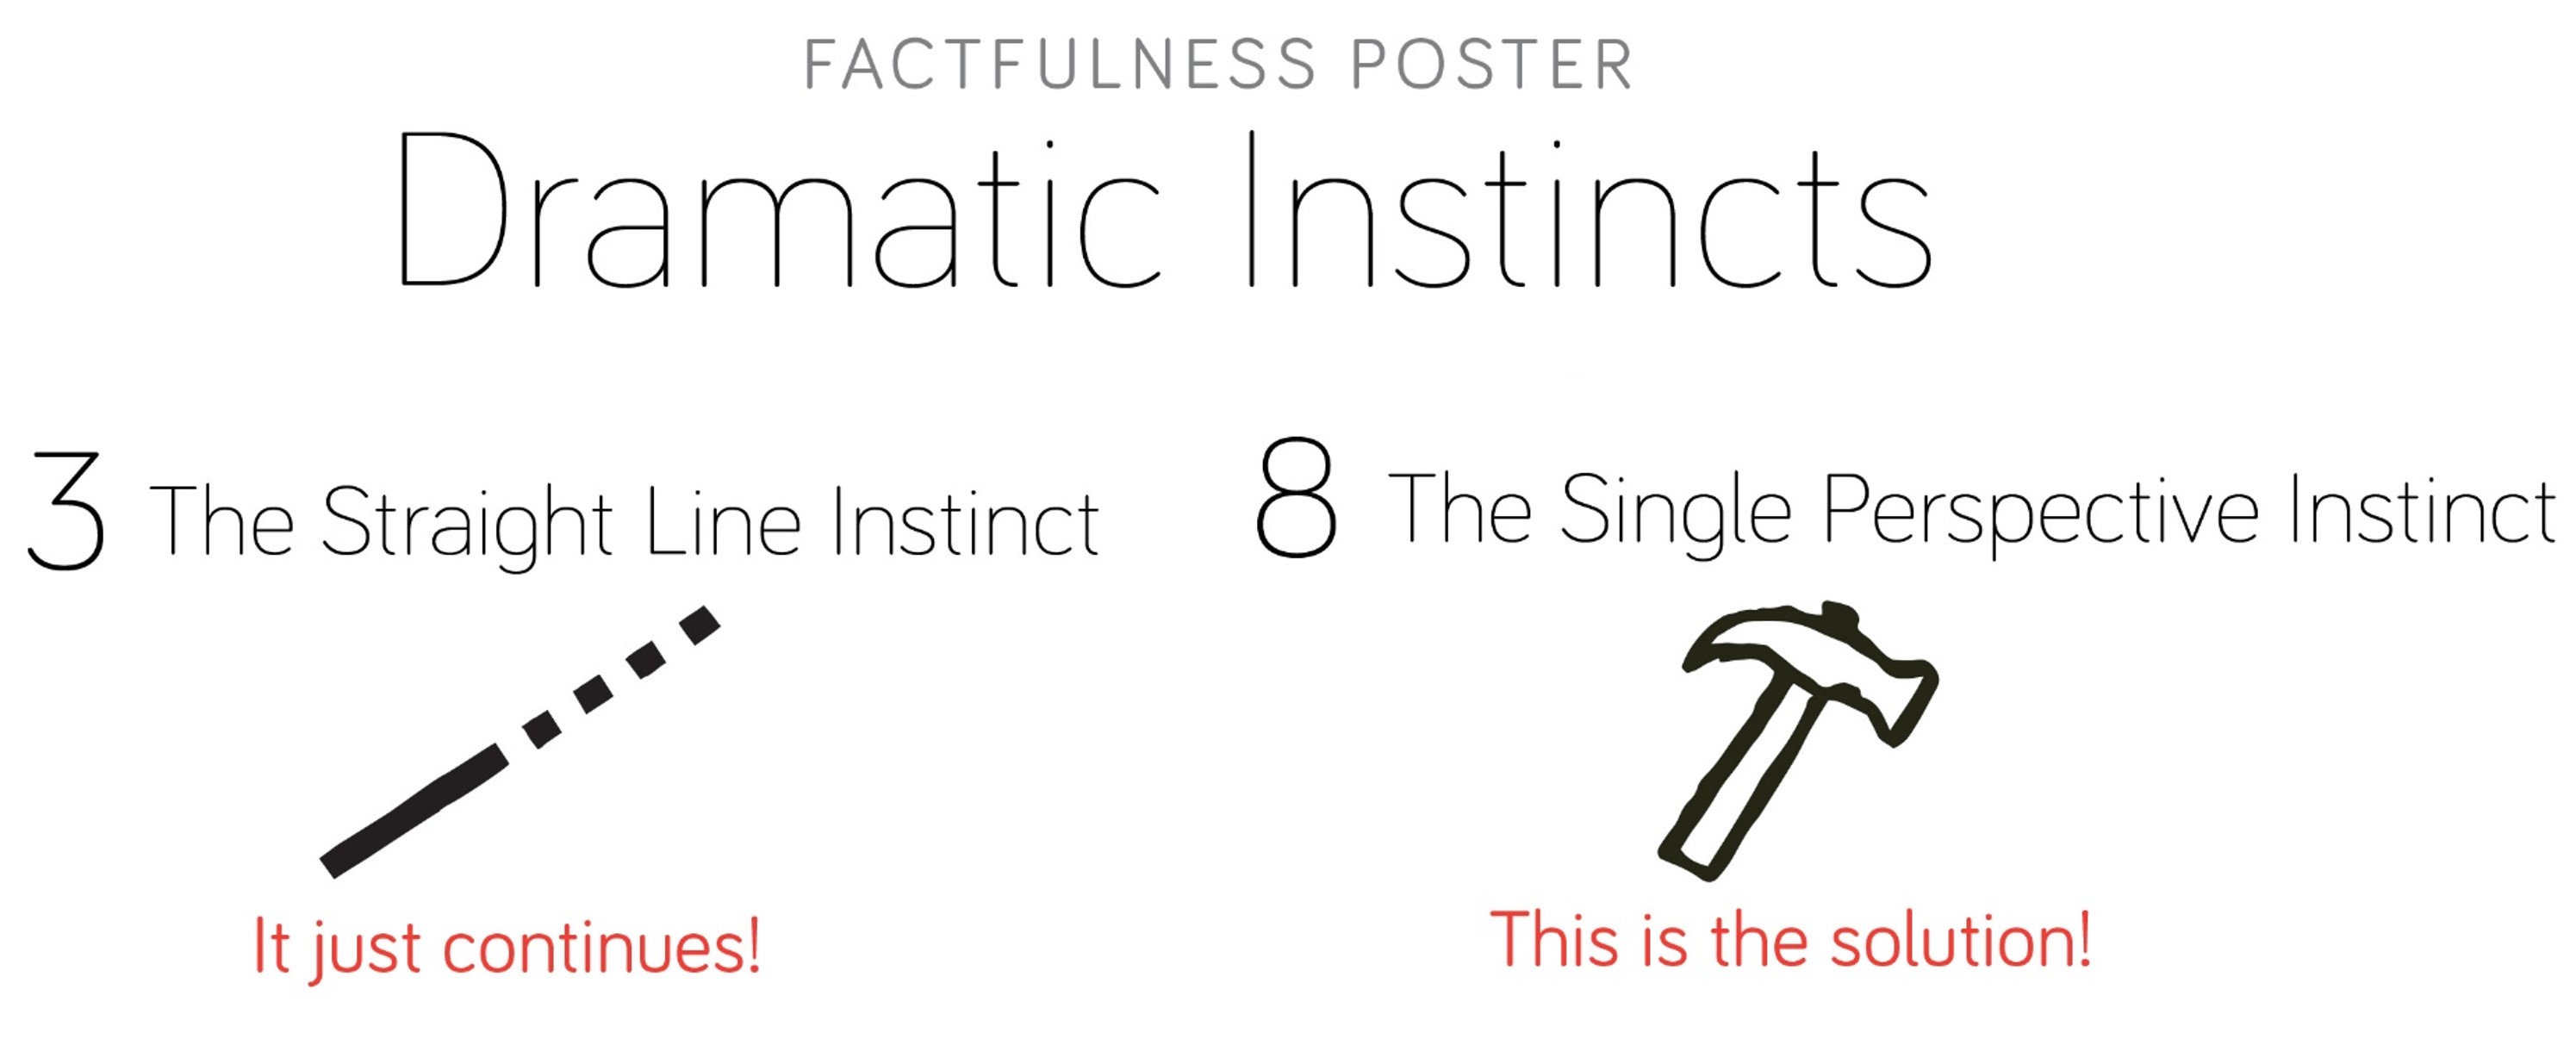 FACTFULNESS POSTER
Dramatic Instincts
3 The Straight Line Instinct
It just continues!
8 The Single Perspective Instinct
This is the solution!